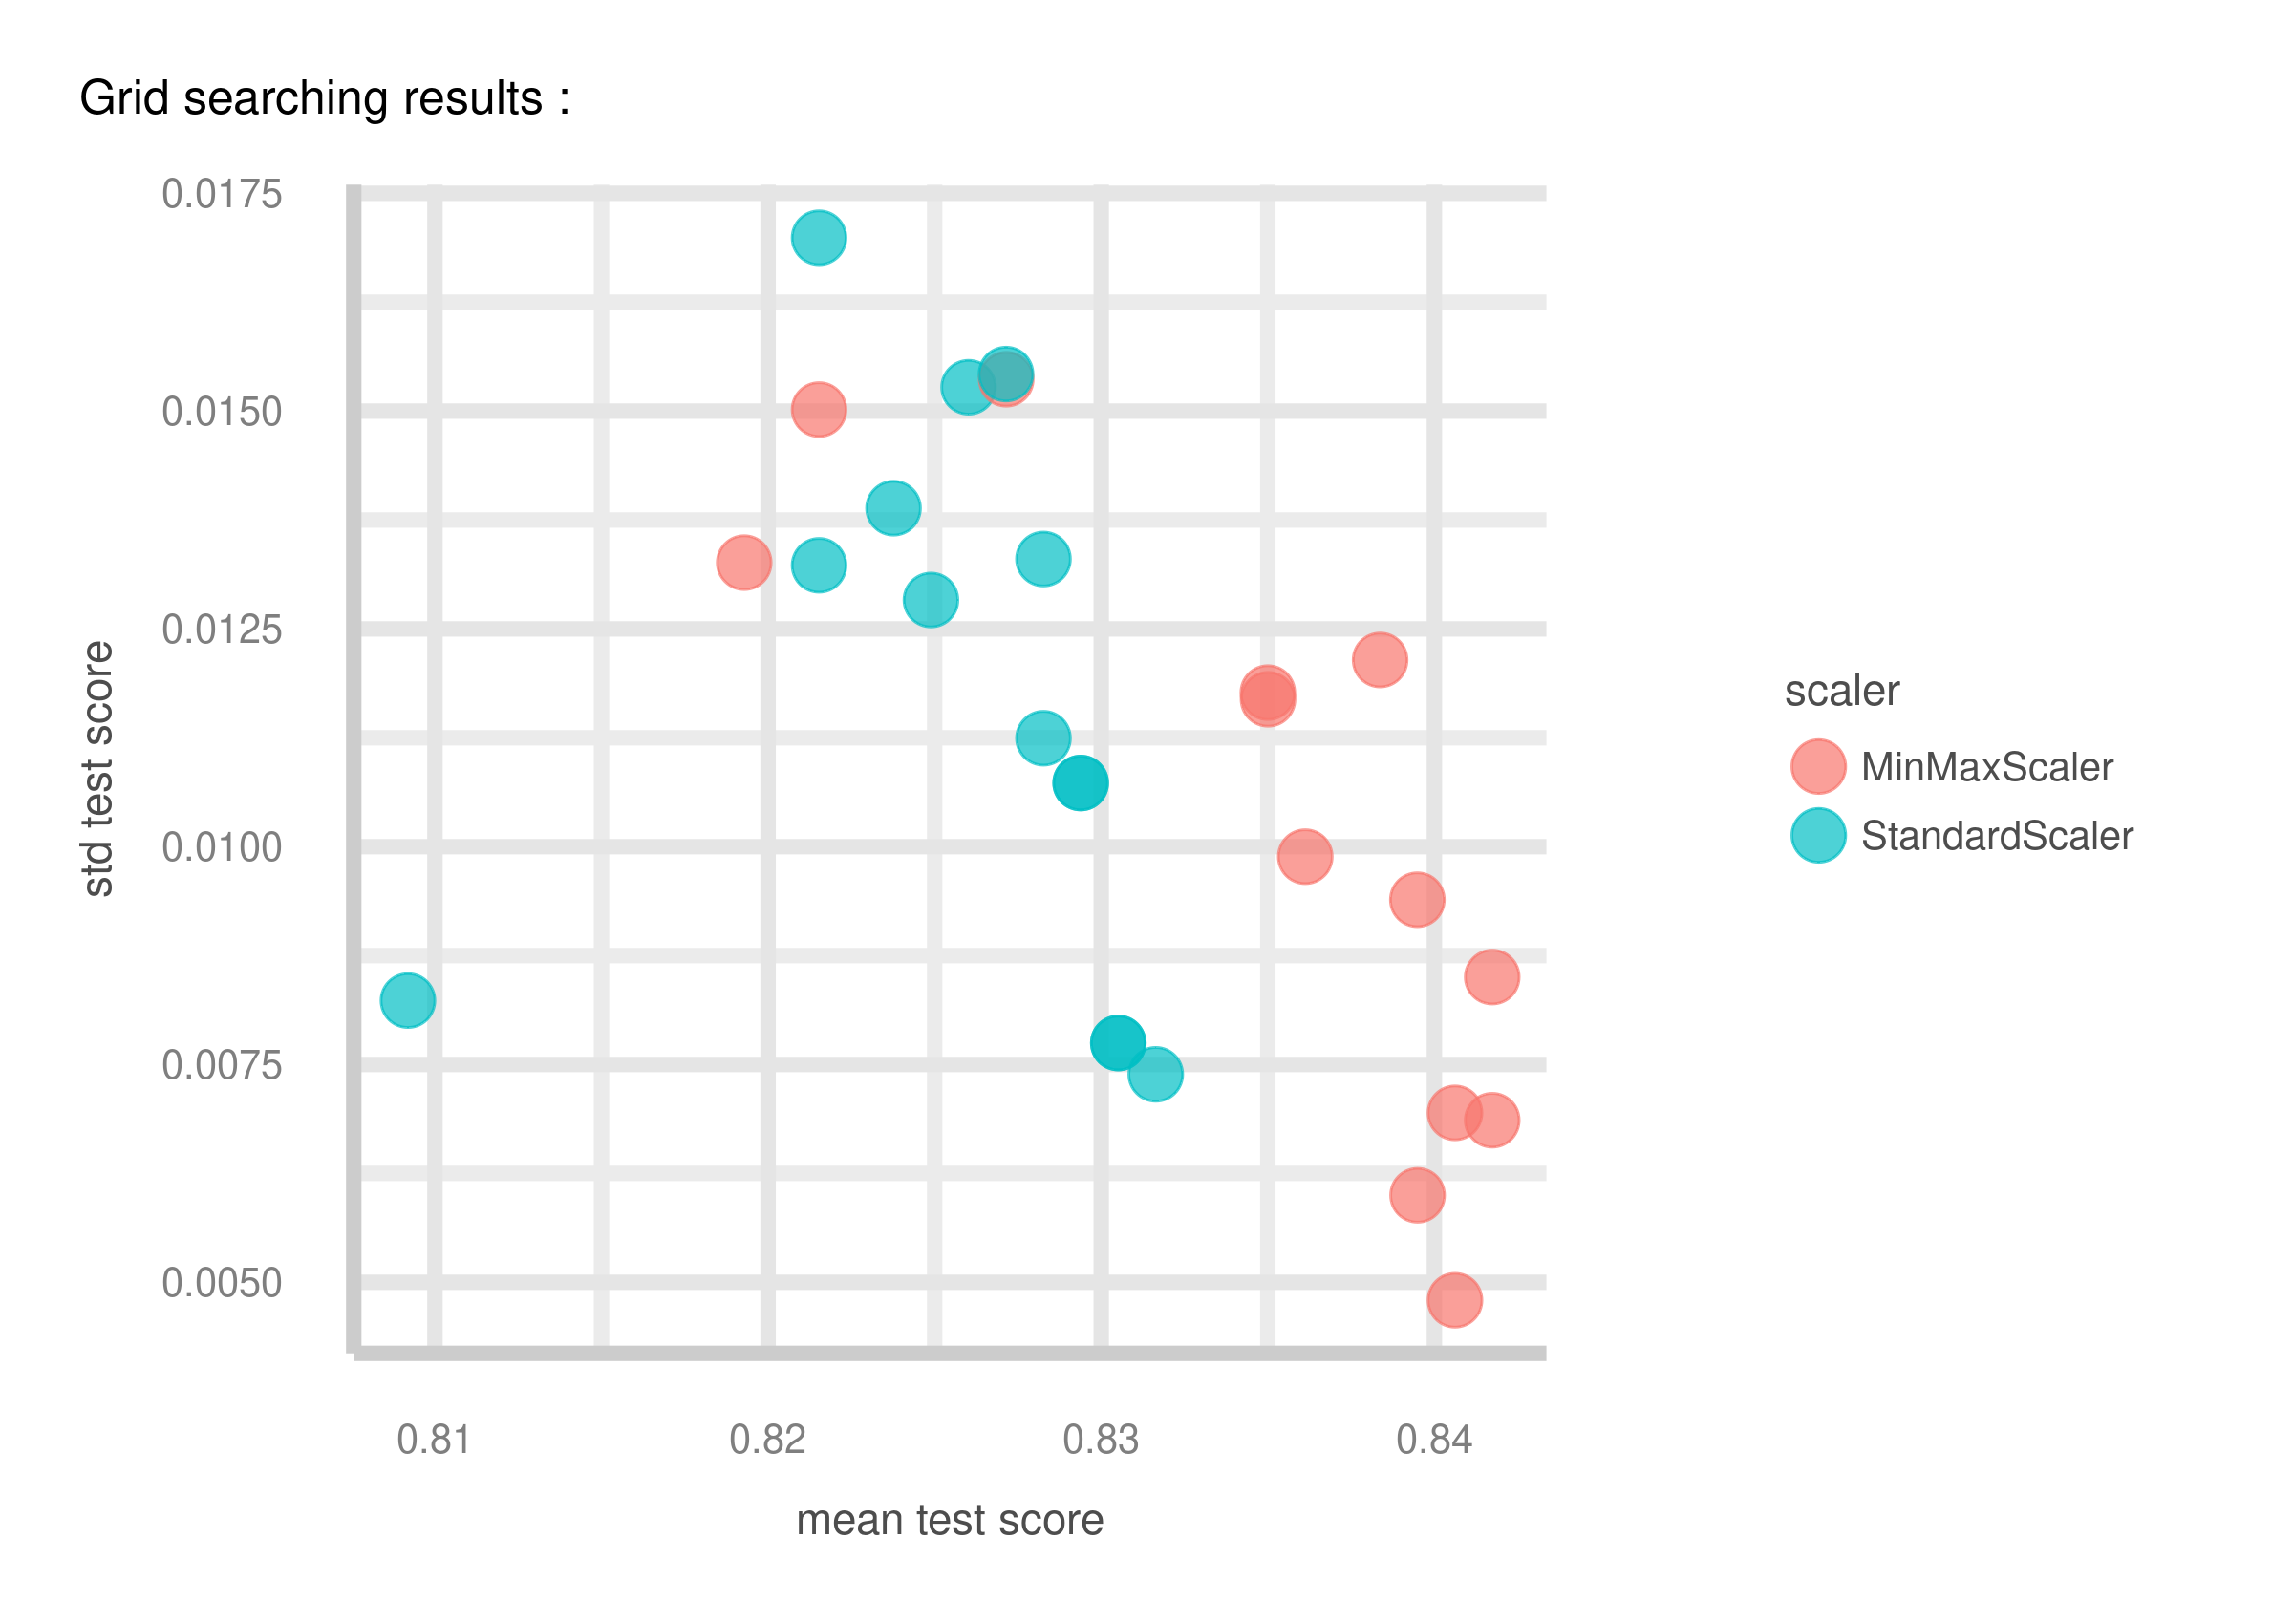 Grid searching results :
0.0175
0.0150
0.0125
0.0100
0.0075
0.0050
std test score
0.81
0.82
0.83
0.84
mean test score
scaler
MinMaxScaler
StandardScaler